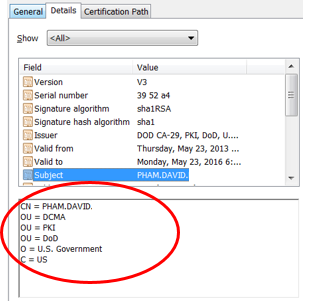 General Details Certification Path
Show <All>
Field Value
Version V3
Serial number 39 52 a4
Signature algorithm sha1RSA
Signature hash algorithm sha1
Issuer DOD CA-29, PKI, DoD, U....
Valid from Thursday, May 23, 2013 ...
Valid to Monday, May 23, 2016 6:...
Subject PHAM.DAVID.
CN = PHAM.DAVID.
OU = DCMA
OU = PKI
OU = DoD
O = U.S. Government
C = US